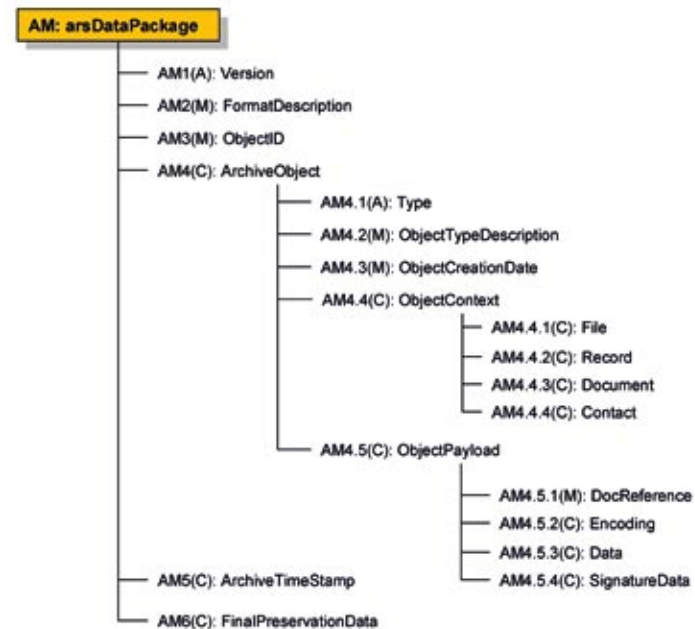 AM: arsDataPackage
AM1(A): Version
AM2(M): FormatDescription
AM3(M): ObjectID
AM4(C): ArchiveObject
AM4.1(A): Type
AM4.2(M): ObjectTypeDescription
AM4.3(M): ObjectCreationDate
AM4.4(C): ObjectContext
AM4.4.1(C): File
AM4.4.2(C): Record
AM4.4.3(C): Document
AM4.4.4(C): Contact
AM4.5(C): ObjectPayload
AM4.5.1(M): DocReference
AM4.5.2(C): Encoding
AM4.5.3(C): Data
AM4.5.4(C): SignatureData
AM5(C): ArchiveTimeStamp
AM6(C): FinalPreservationData